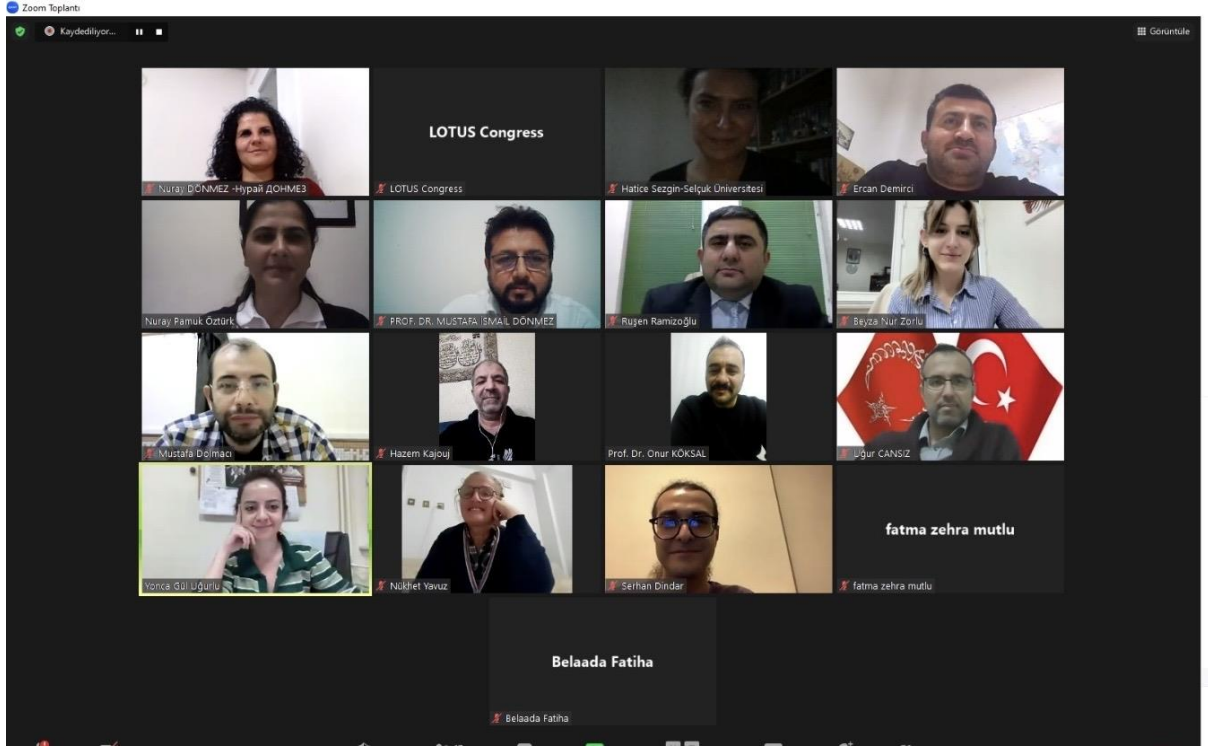 Zoom Toplantı
Kaydediliyor...
Görüntüle
Nuray DÖNMEZ -Нурай ДОНМЕЗ
LOTUS Congress
LOTUS Congress
Hatice Sezgin-Selçuk Üniversitesi
Ercan Demirci
Nuray Pamuk Öztürk
PROF. DR. MUSTAFA İSMAİL DÖNMEZ
Ruşen Ramizoğlu
Beyza Nur Zorlu
Mustafa Dolmacı
Hazem Kajouj
Prof. Dr. Onur KÖKSAL
Uğur CANSIZ
Yonca Gül Uğurlu
Nükhet Yavuz
Serhan Dindar
fatma zehra mutlu
fatma zehra mutlu
Belaada Fatiha
Belaada Fatiha